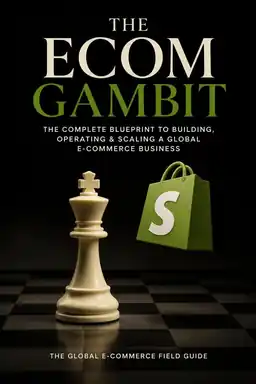 THE
ECOM
GAMBIT
THE COMPLETE BLUEPRINT TO BUILDING,
OPERATING & SCALING A GLOBAL
E-COMMERCE BUSINESS
S
THE GLOBAL E-COMMERCE FIELD GUIDE